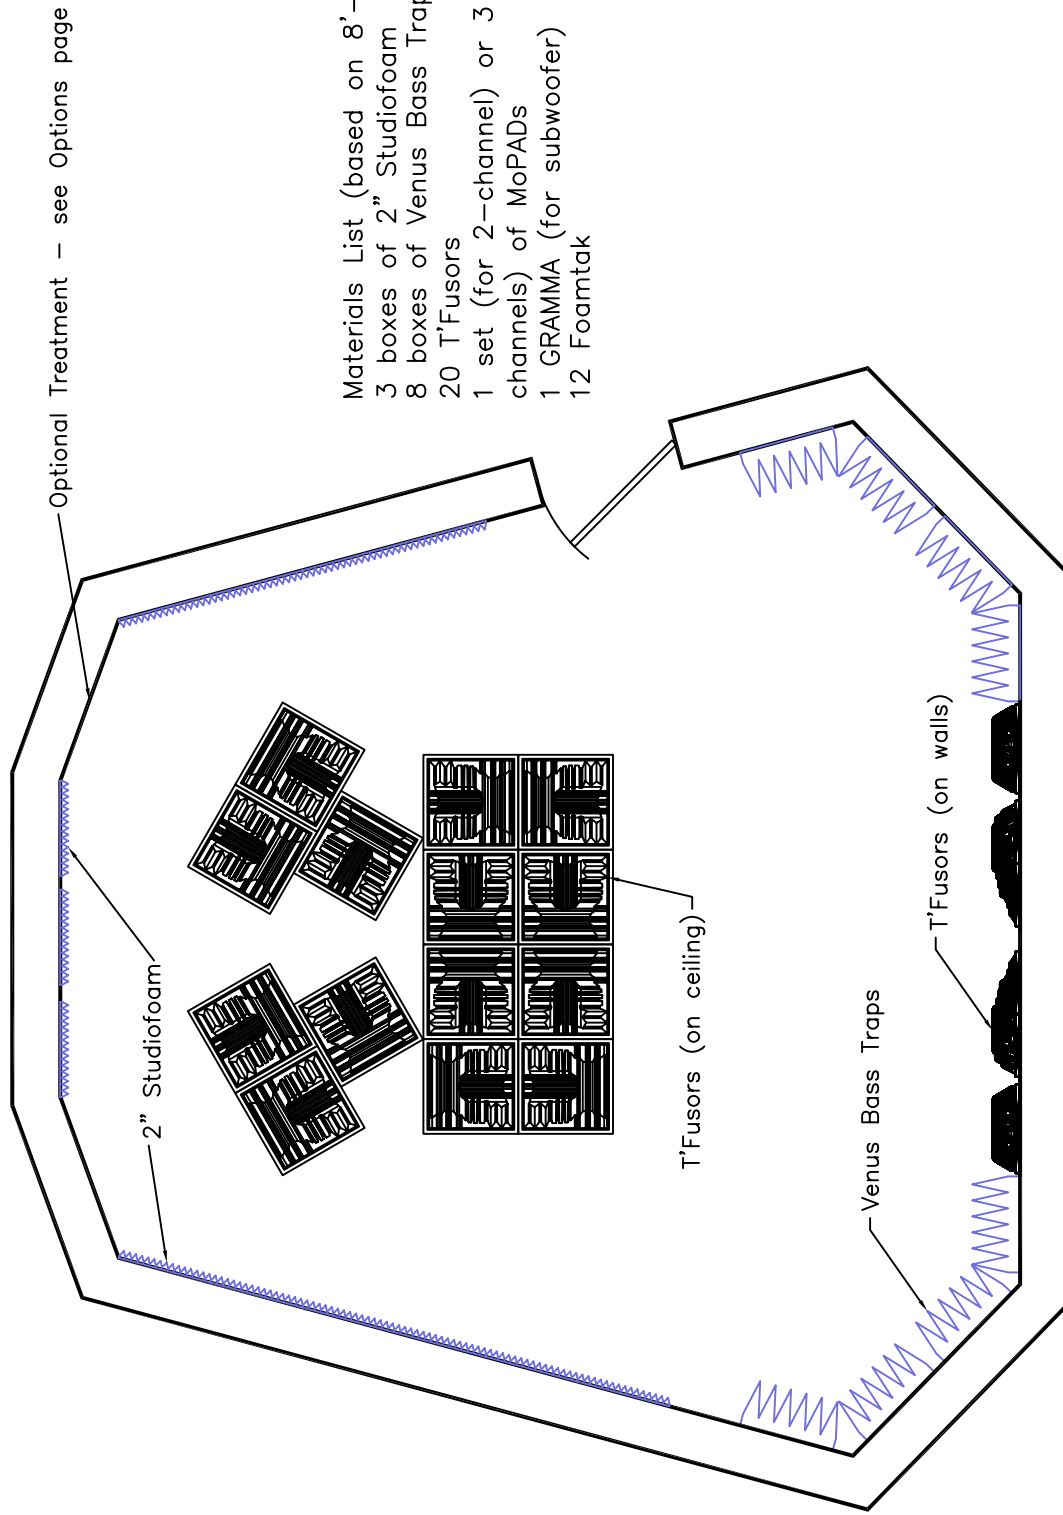 Optional Treatment – see Options page
Materials List (based on 8'–
3 boxes of 2" Studiofoam
8 boxes of Venus Bass Trap
20 T'Fusors
1 set (for 2–channel) or 3
channels) of MoPADs
1 GRAMMA (for subwoofer)
12 Foamtak
2" Studiofoam
T'Fusors (on ceiling)
T'Fusors (on walls)
Venus Bass Traps